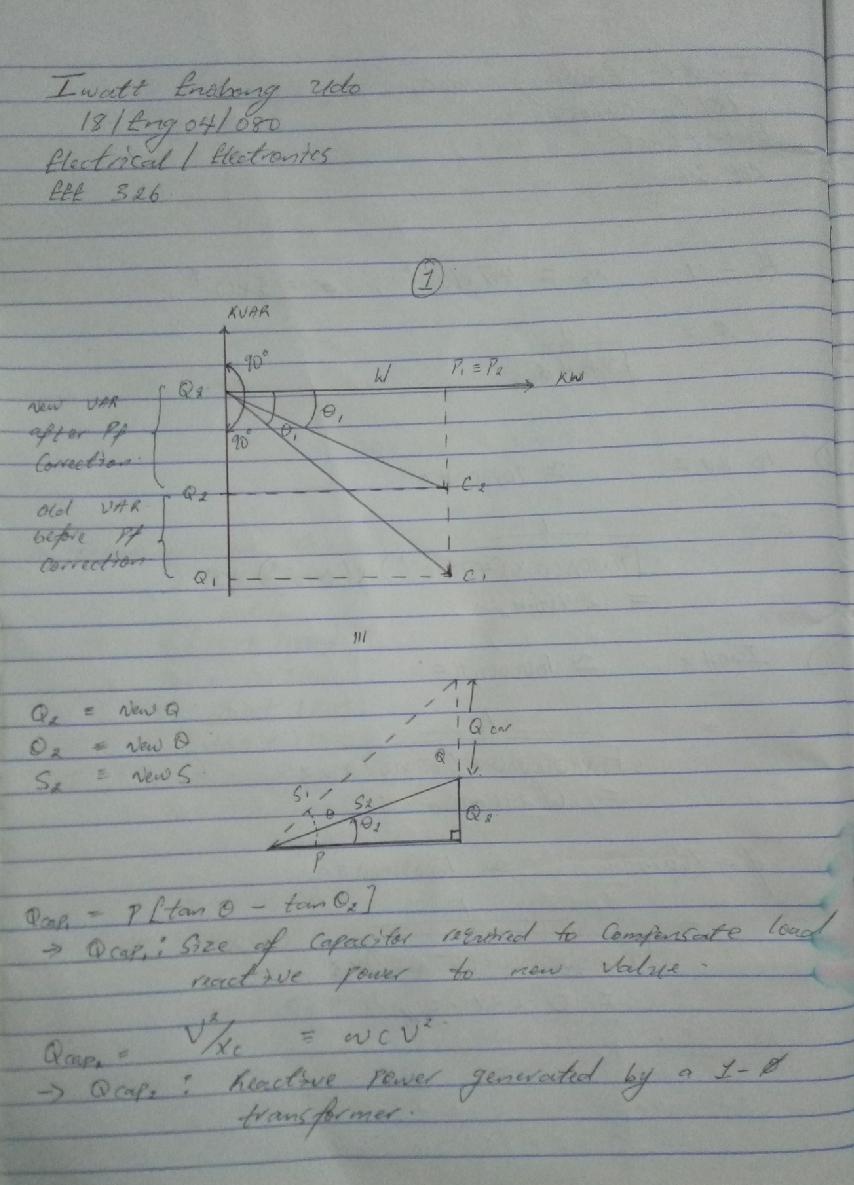 Iwatt Enobong Udo
18/Eng 04/080
Electrical / Electronics
EEE 326
1
KVAR
90°
W P₁ ≡ P₂ KW
Q3
New VAR
after Pf
Correction
90° θ₁ θ₁
Q2 C2
Old VAR
before Pf
Correction
Q1 C1
Q2 = New Q
θ2 = New θ
S2 = New S
Q
S1 θ S2
θ2 Q2
P
Qcap₁ = P[tan θ - tan θ2]
→ Qcap₁ : Size of Capacitor required to Compensate load
reactive power to new value.
Qcap₂ = V²/Xc = wCV²
→ Qcap₂ : Reactive power generated by a 1-Ø
transformer.